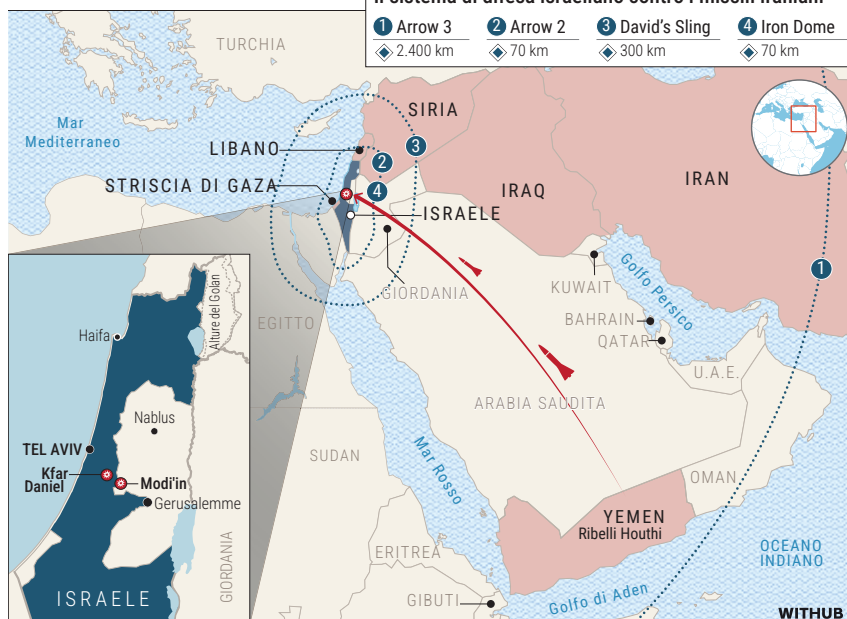 Il sistema di difesa israeliano contro i missili iraniani
1 Arrow 3
2.400 km
2 Arrow 2
70 km
3 David's Sling
300 km
4 Iron Dome
70 km
TURCHIA
Mar
Mediterraneo
SIRIA
LIBANO
3
2
STRISCIA DI GAZA
4
ISRAELE
IRAQ
IRAN
1
GIORDANIA
KUWAIT
Golfo Persico
BAHRAIN
QATAR
EGITTO
U.A.E.
ARABIA SAUDITA
Mar Rosso
SUDAN
OMAN
YEMEN
Ribelli Houthi
ERITREA
OCEANO
INDIANO
GIBUTI
Golfo di Aden
Alture del Golan
Haifa
Nablus
TEL AVIV
Kfar
Daniel
Modi'in
Gerusalemme
GIORDANIA
ISRAELE
WITHUB